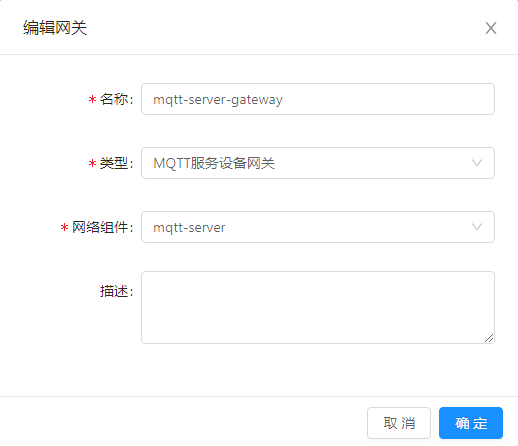 编辑网关
* 名称: mqtt-server-gateway
* 类型: MQTT服务设备网关
* 网络组件: mqtt-server
描述:
取 消 确 定